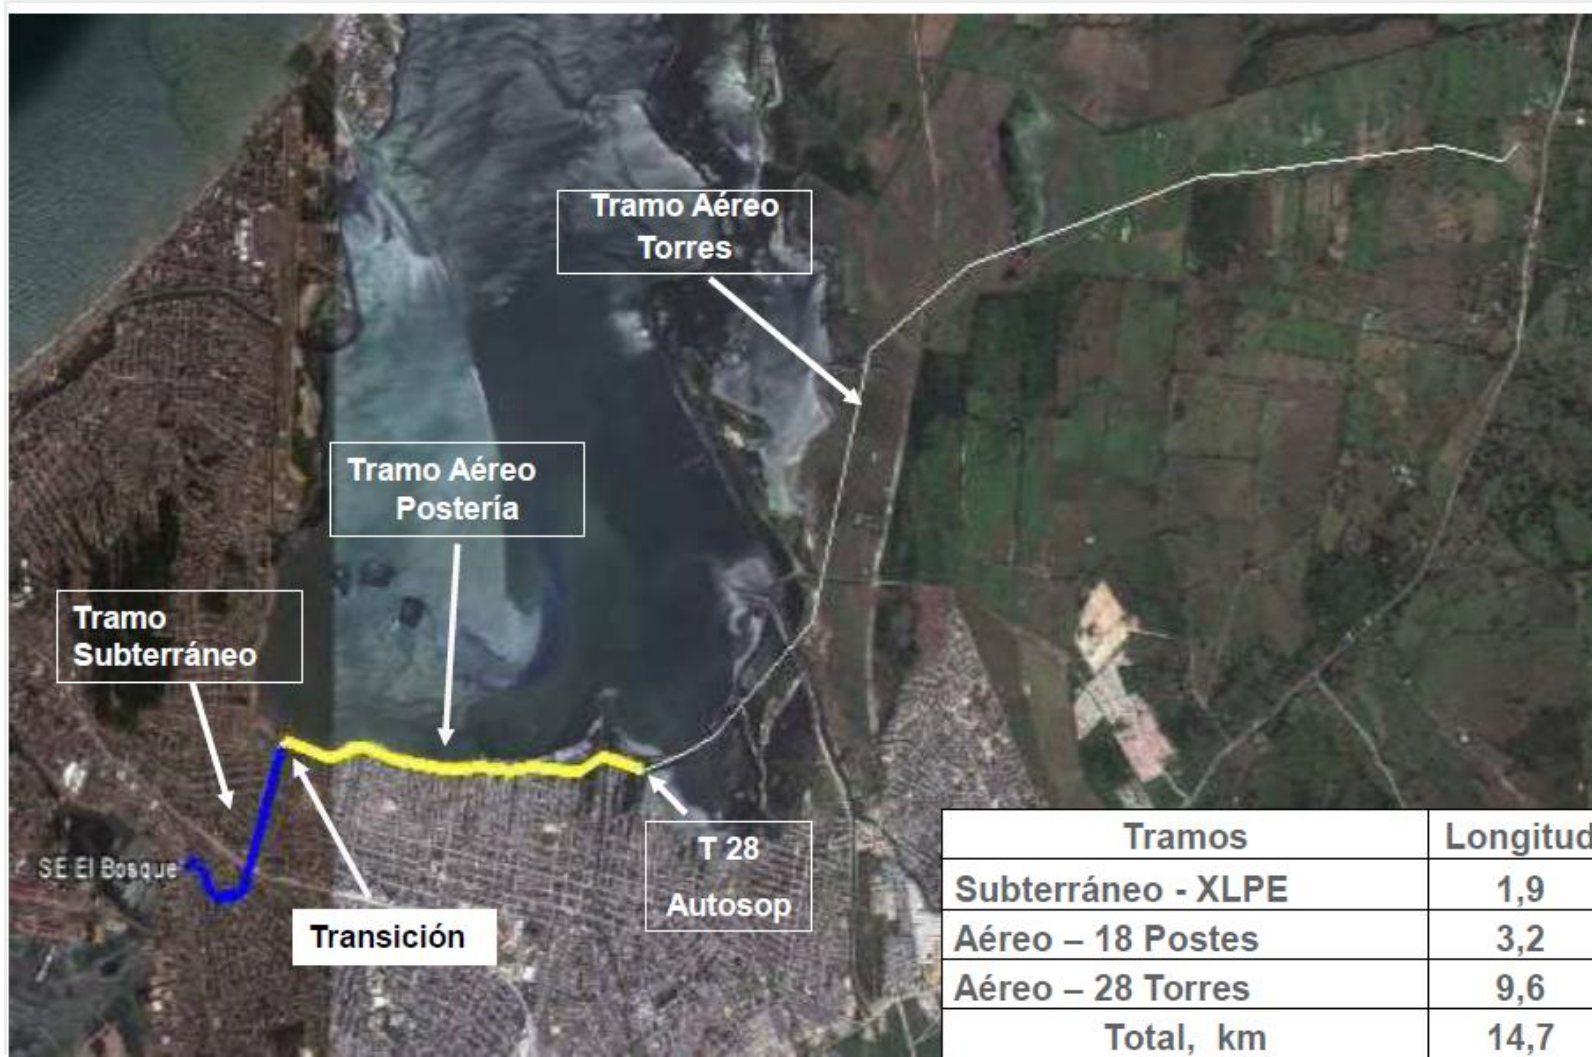 Tramo Aéreo
Torres
Tramo Aéreo
Postería
Tramo
Subterráneo
SE El Bosque
Transición
T 28
Autosop
Tramos Longitud
Subterráneo - XLPE 1,9
Aéreo – 18 Postes 3,2
Aéreo – 28 Torres 9,6
Total, km 14,7